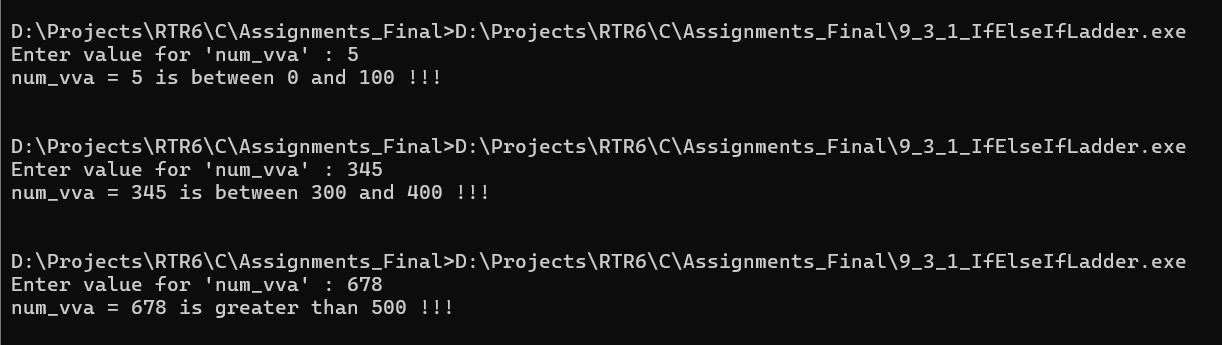 D:\Projects\RTR6\C\Assignments_Final>D:\Projects\RTR6\C\Assignments_Final\9_3_1_IfElseIfLadder.exe
Enter value for 'num_vva' : 5
num_vva = 5 is between 0 and 100 !!!
D:\Projects\RTR6\C\Assignments_Final>D:\Projects\RTR6\C\Assignments_Final\9_3_1_IfElseIfLadder.exe
Enter value for 'num_vva' : 345
num_vva = 345 is between 300 and 400 !!!
D:\Projects\RTR6\C\Assignments_Final>D:\Projects\RTR6\C\Assignments_Final\9_3_1_IfElseIfLadder.exe
Enter value for 'num_vva' : 678
num_vva = 678 is greater than 500 !!!